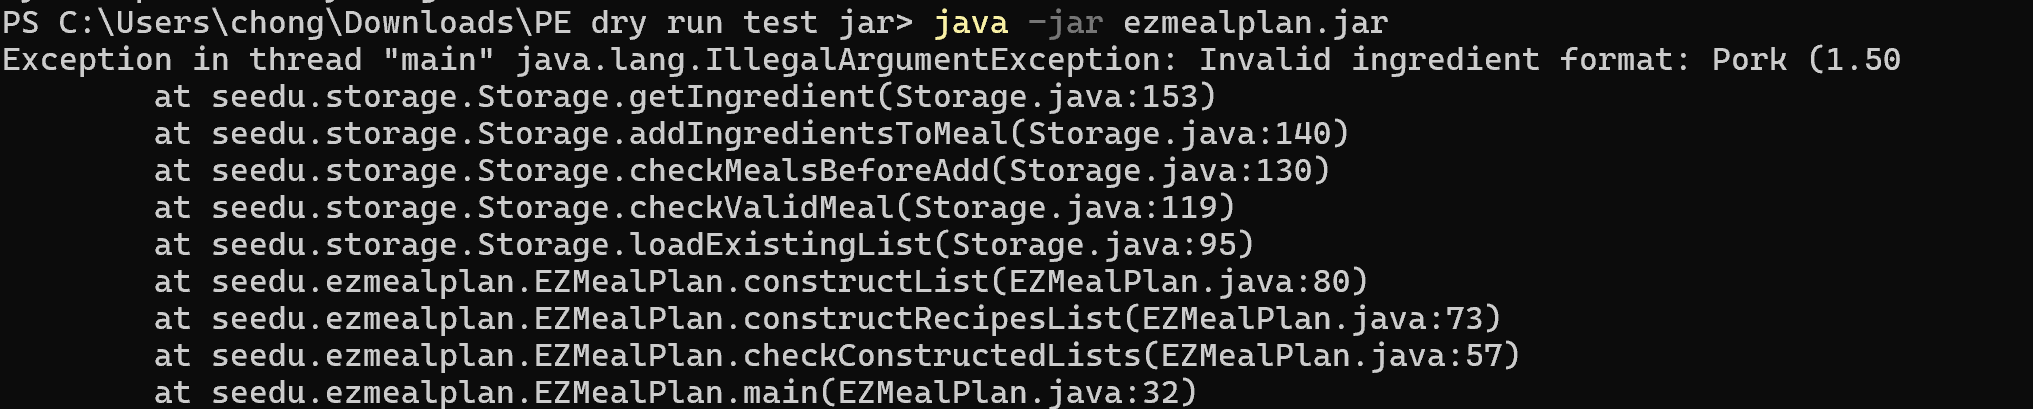 PS C:\Users\chong\Downloads\PE dry run test jar> java -jar ezmealplan.jar
Exception in thread "main" java.lang.IllegalArgumentException: Invalid ingredient format: Pork (1.50
        at seedu.storage.Storage.getIngredient(Storage.java:153)
        at seedu.storage.Storage.addIngredientsToMeal(Storage.java:140)
        at seedu.storage.Storage.checkMealsBeforeAdd(Storage.java:130)
        at seedu.storage.Storage.checkValidMeal(Storage.java:119)
        at seedu.storage.Storage.loadExistingList(Storage.java:95)
        at seedu.ezmealplan.EZMealPlan.constructList(EZMealPlan.java:80)
        at seedu.ezmealplan.EZMealPlan.constructRecipesList(EZMealPlan.java:73)
        at seedu.ezmealplan.EZMealPlan.checkConstructedLists(EZMealPlan.java:57)
        at seedu.ezmealplan.EZMealPlan.main(EZMealPlan.java:32)